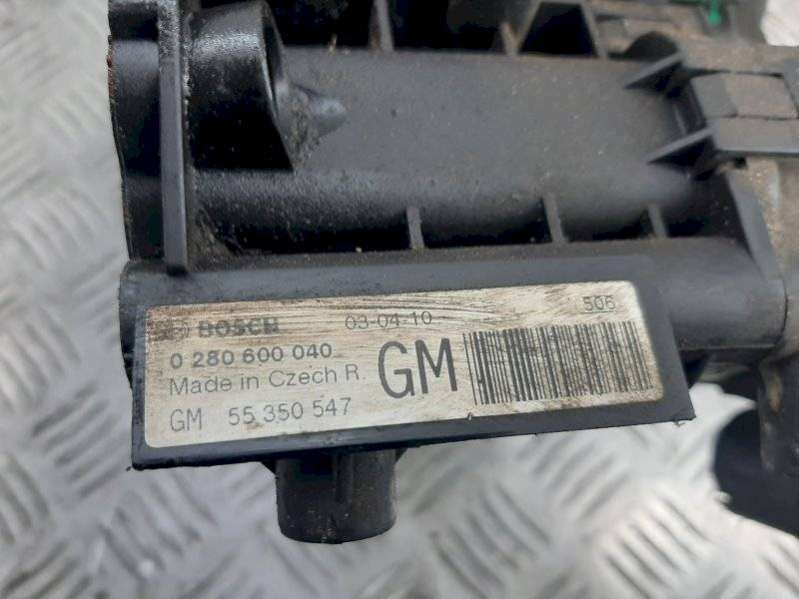 BOSCH 03-04-10 506
0 280 600 040
Made in Czech R. GM
GM 55 350 547